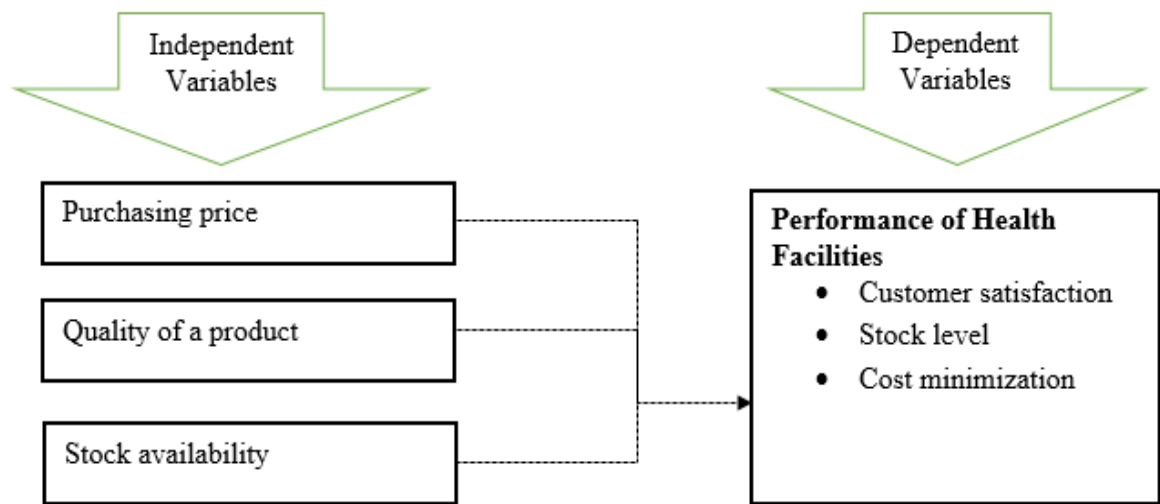 Independent
Variables
Dependent
Variables
Purchasing price
Quality of a product
Stock availability
Performance of Health
Facilities
• Customer satisfaction
• Stock level
• Cost minimization